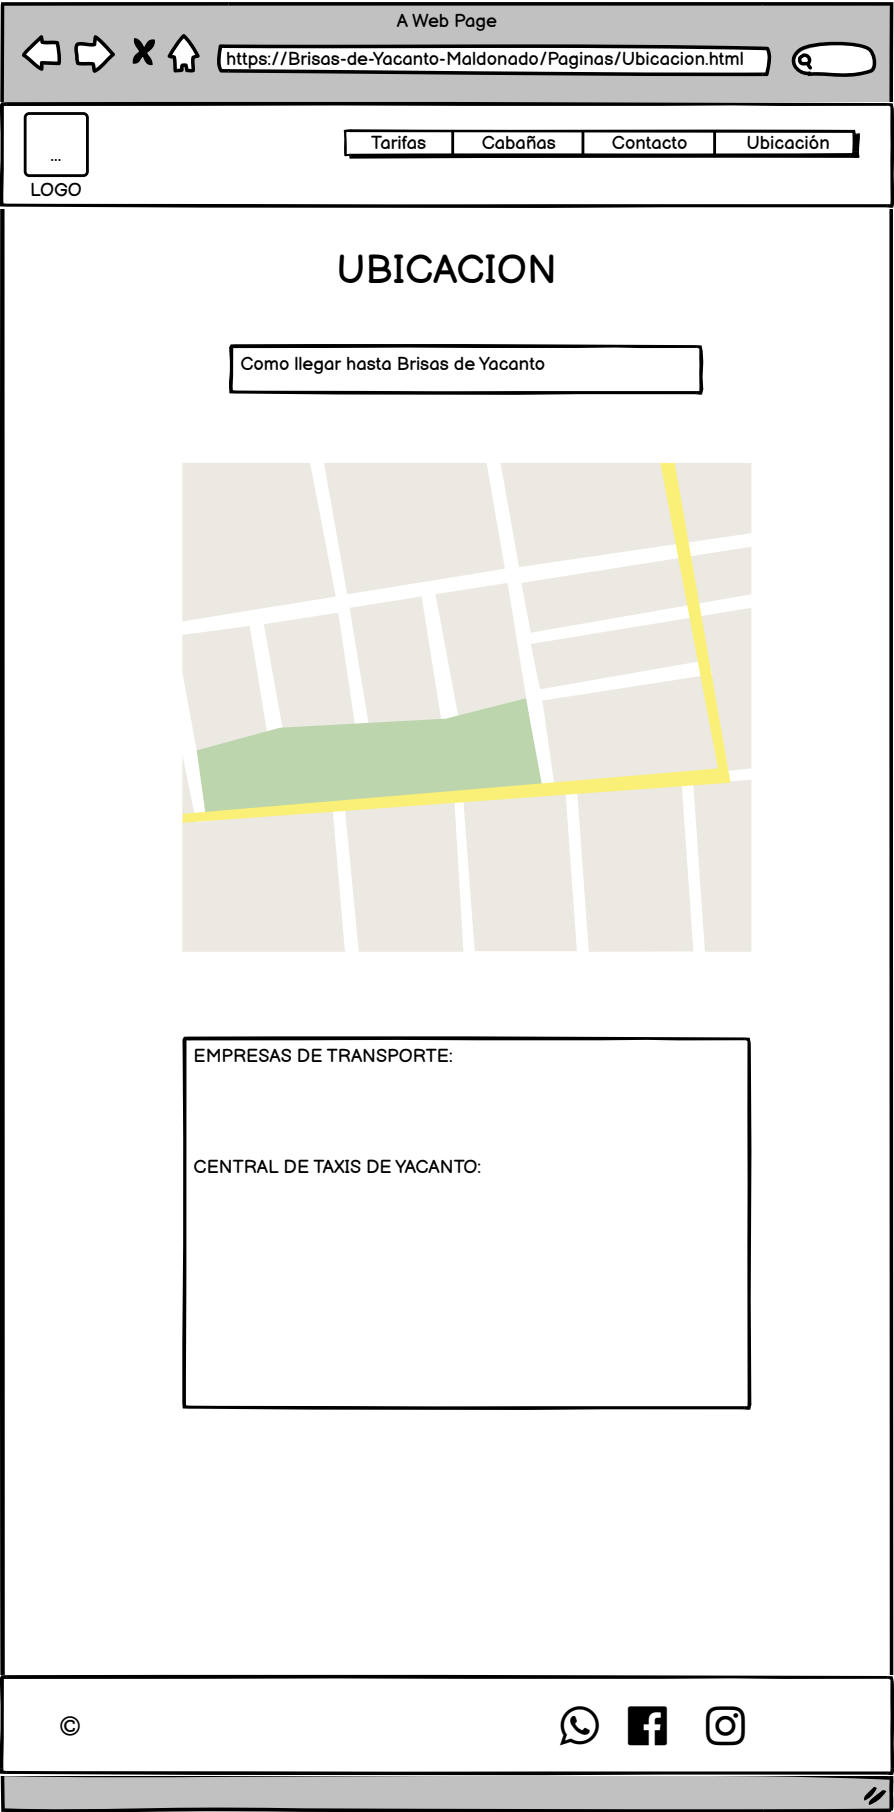 A Web Page
https://Brisas-de-Yacanto-Maldonado/Paginas/Ubicacion.html
...
LOGO
Tarifas Cabañas Contacto Ubicación
UBICACION
Como llegar hasta Brisas de Yacanto
EMPRESAS DE TRANSPORTE:
CENTRAL DE TAXIS DE YACANTO:
©